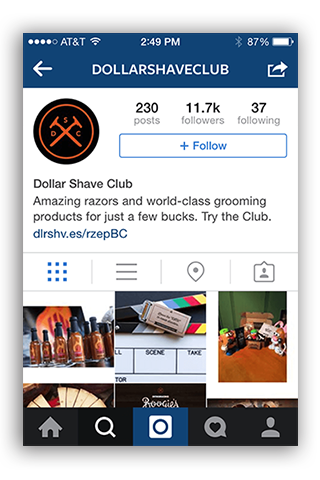 AT&T 2:49 PM 87%
DOLLARSHAVECLUB
D S C
230 11.7k 37
posts followers following
+ Follow
Dollar Shave Club
Amazing razors and world-class grooming
products for just a few bucks. Try the Club.
dlrshv.es/rzepBC
SCENE TAKE
TOR
Boogies